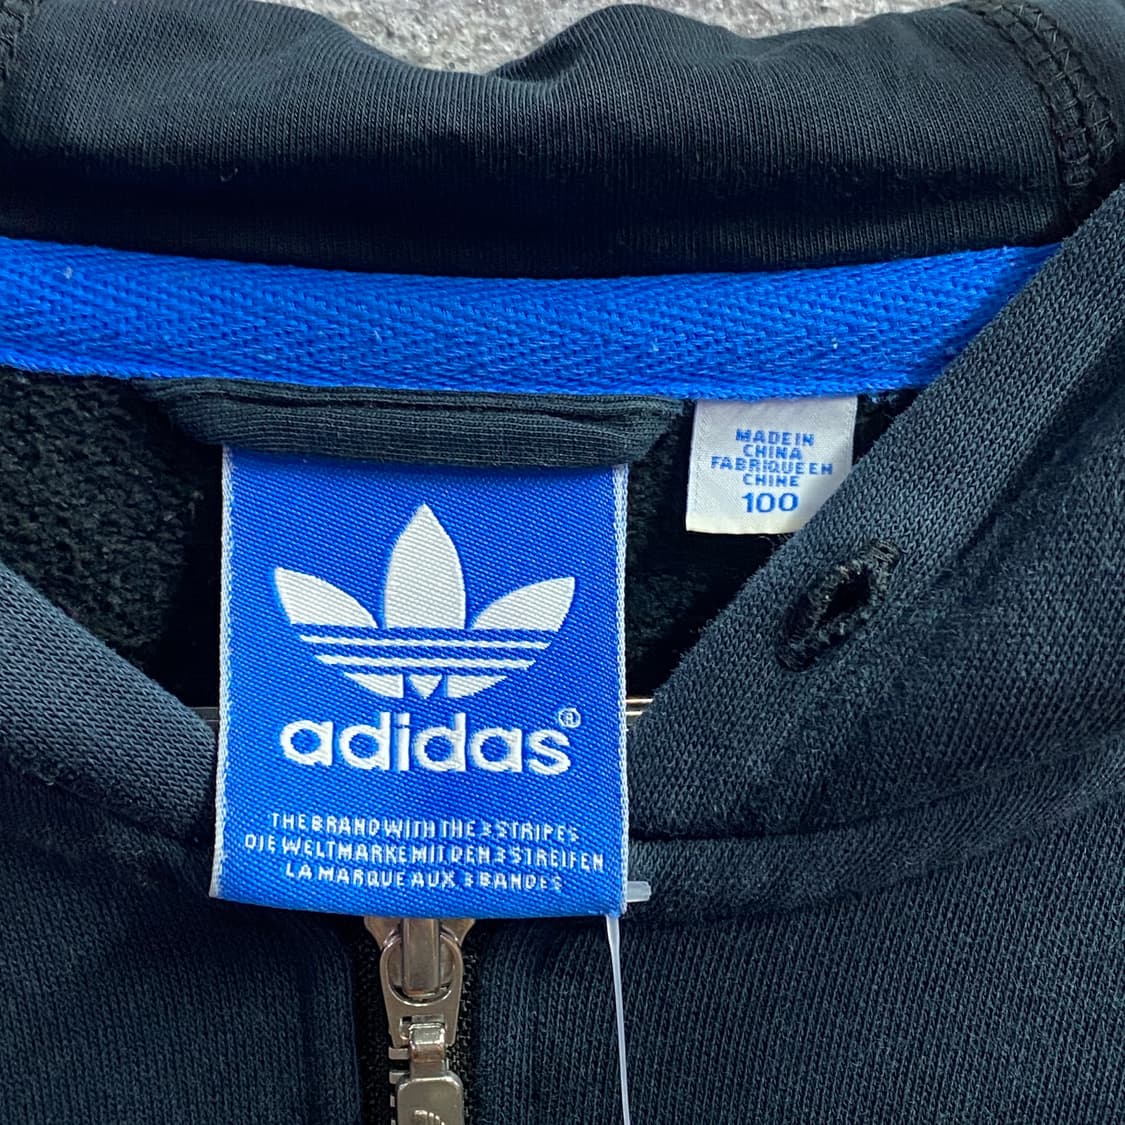 MADE IN
CHINA
FABRIQUE EN
CHINE
100
adidas®
THE BRAND WITH THE 3 STRIPES
DIE WELTMARKE MIT DEN 3 STREIFEN
LA MARQUE AUX 3 BANDES